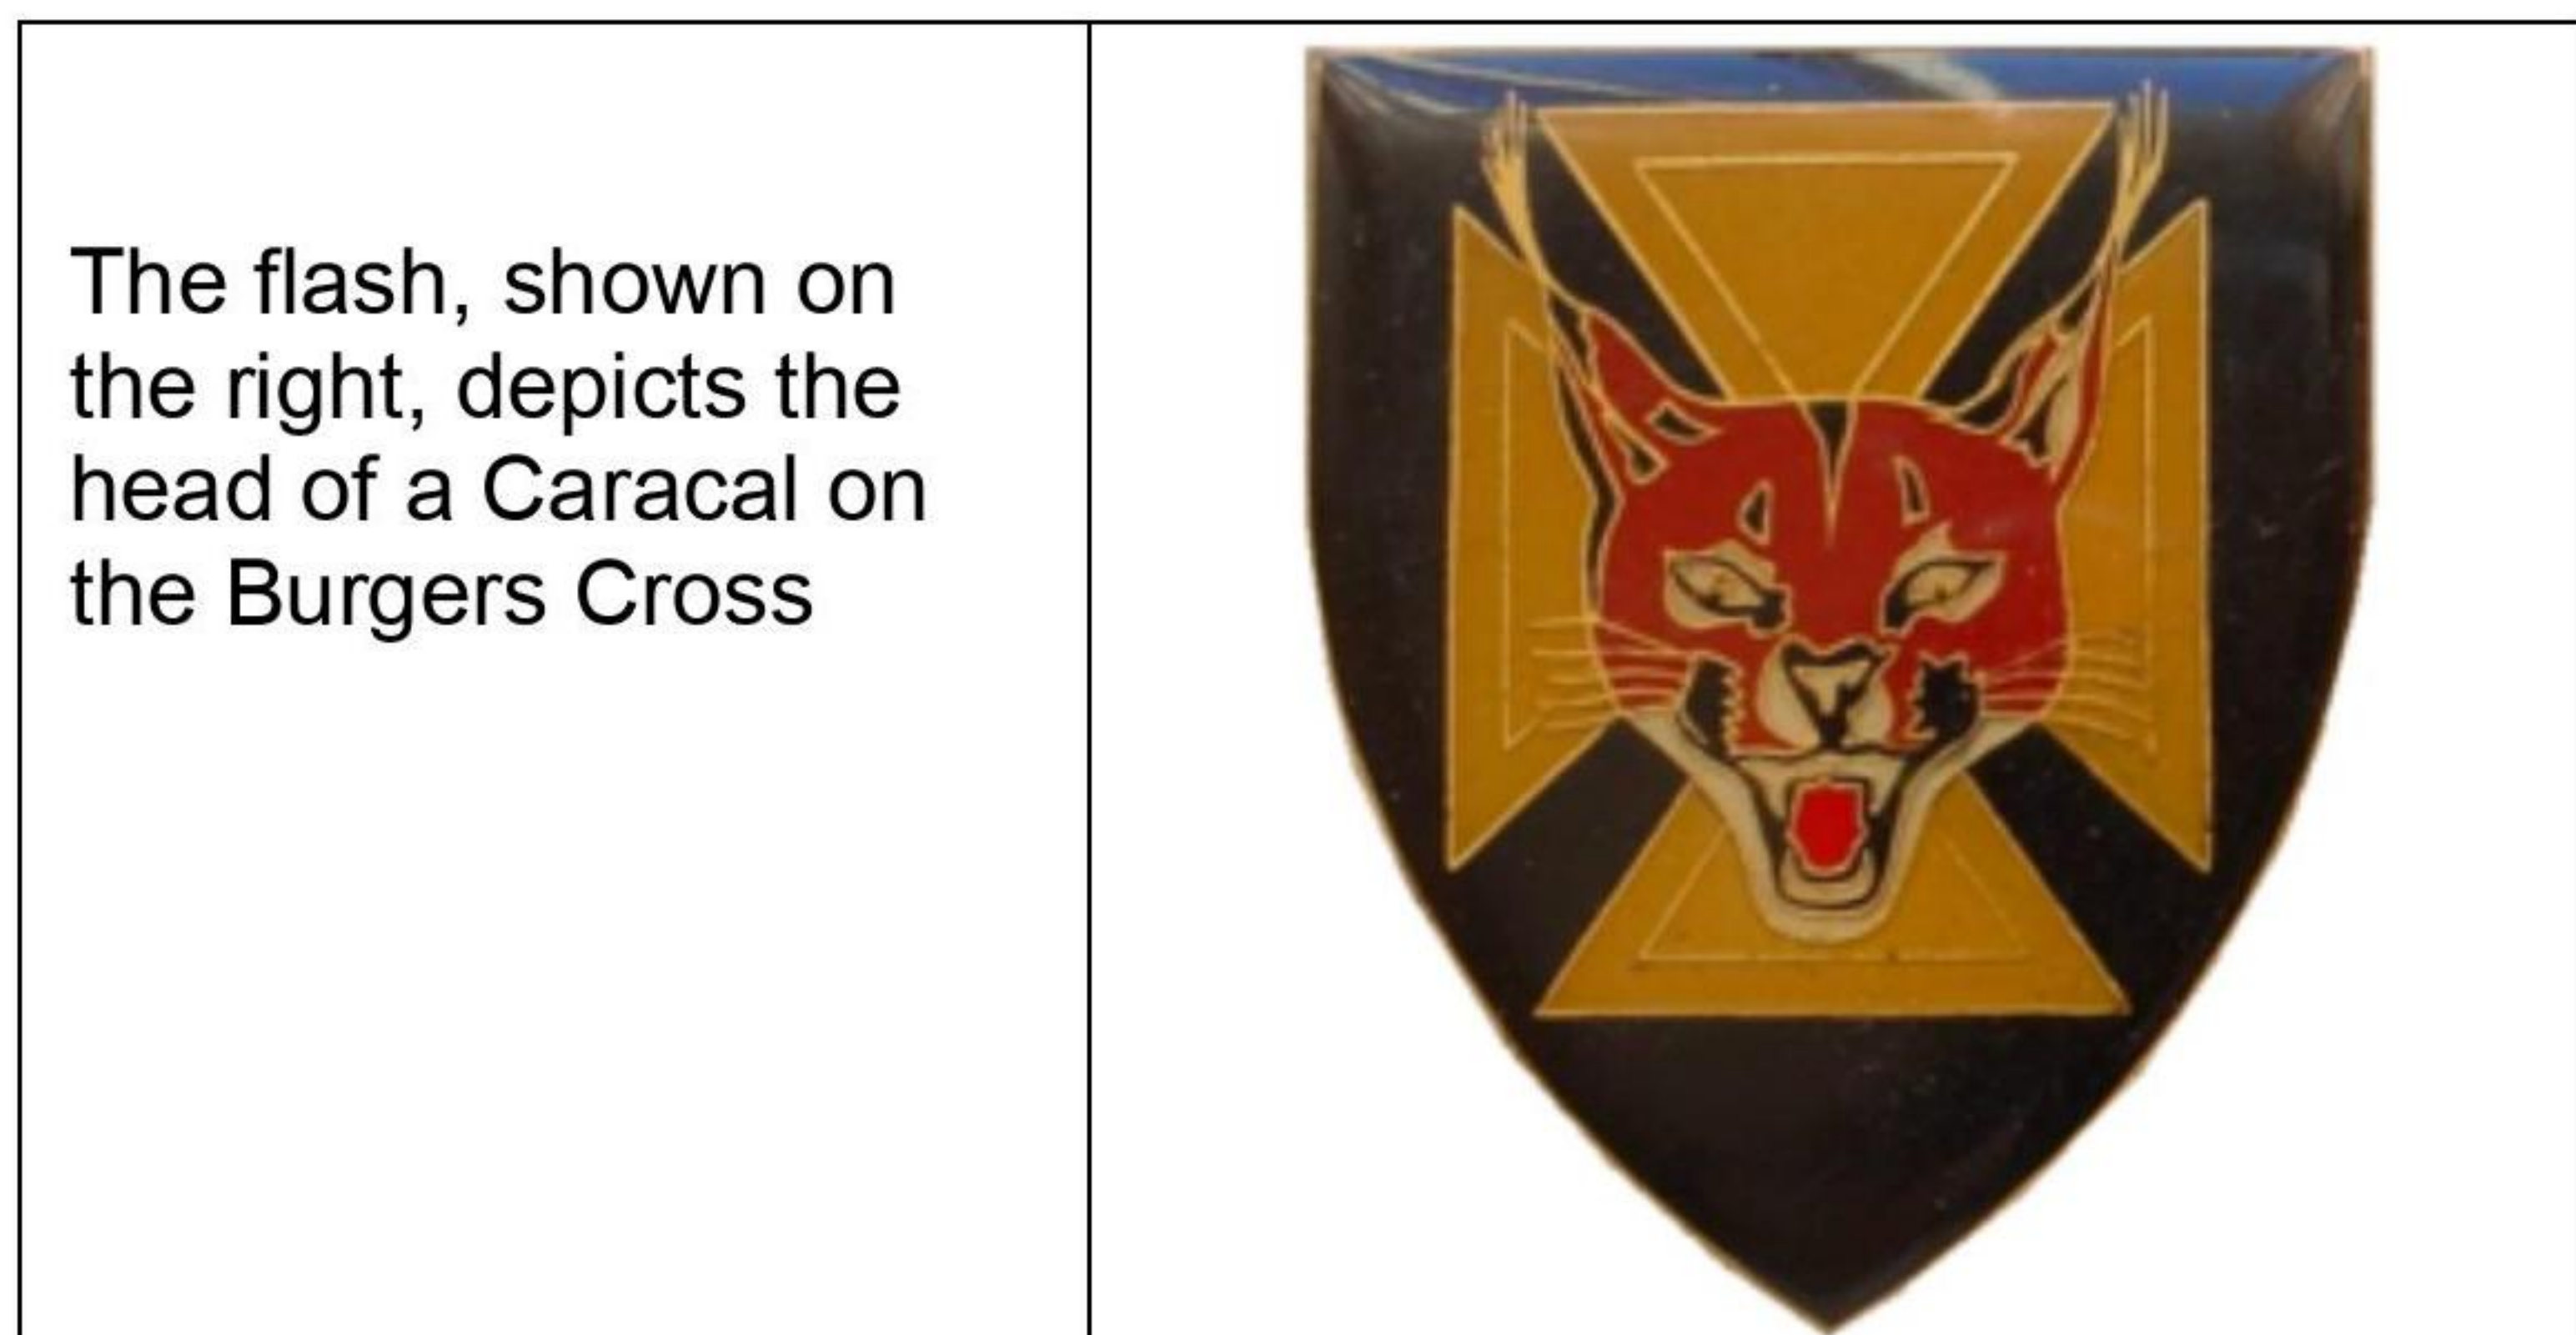 The flash, shown on
the right, depicts the
head of a Caracal on
the Burgers Cross